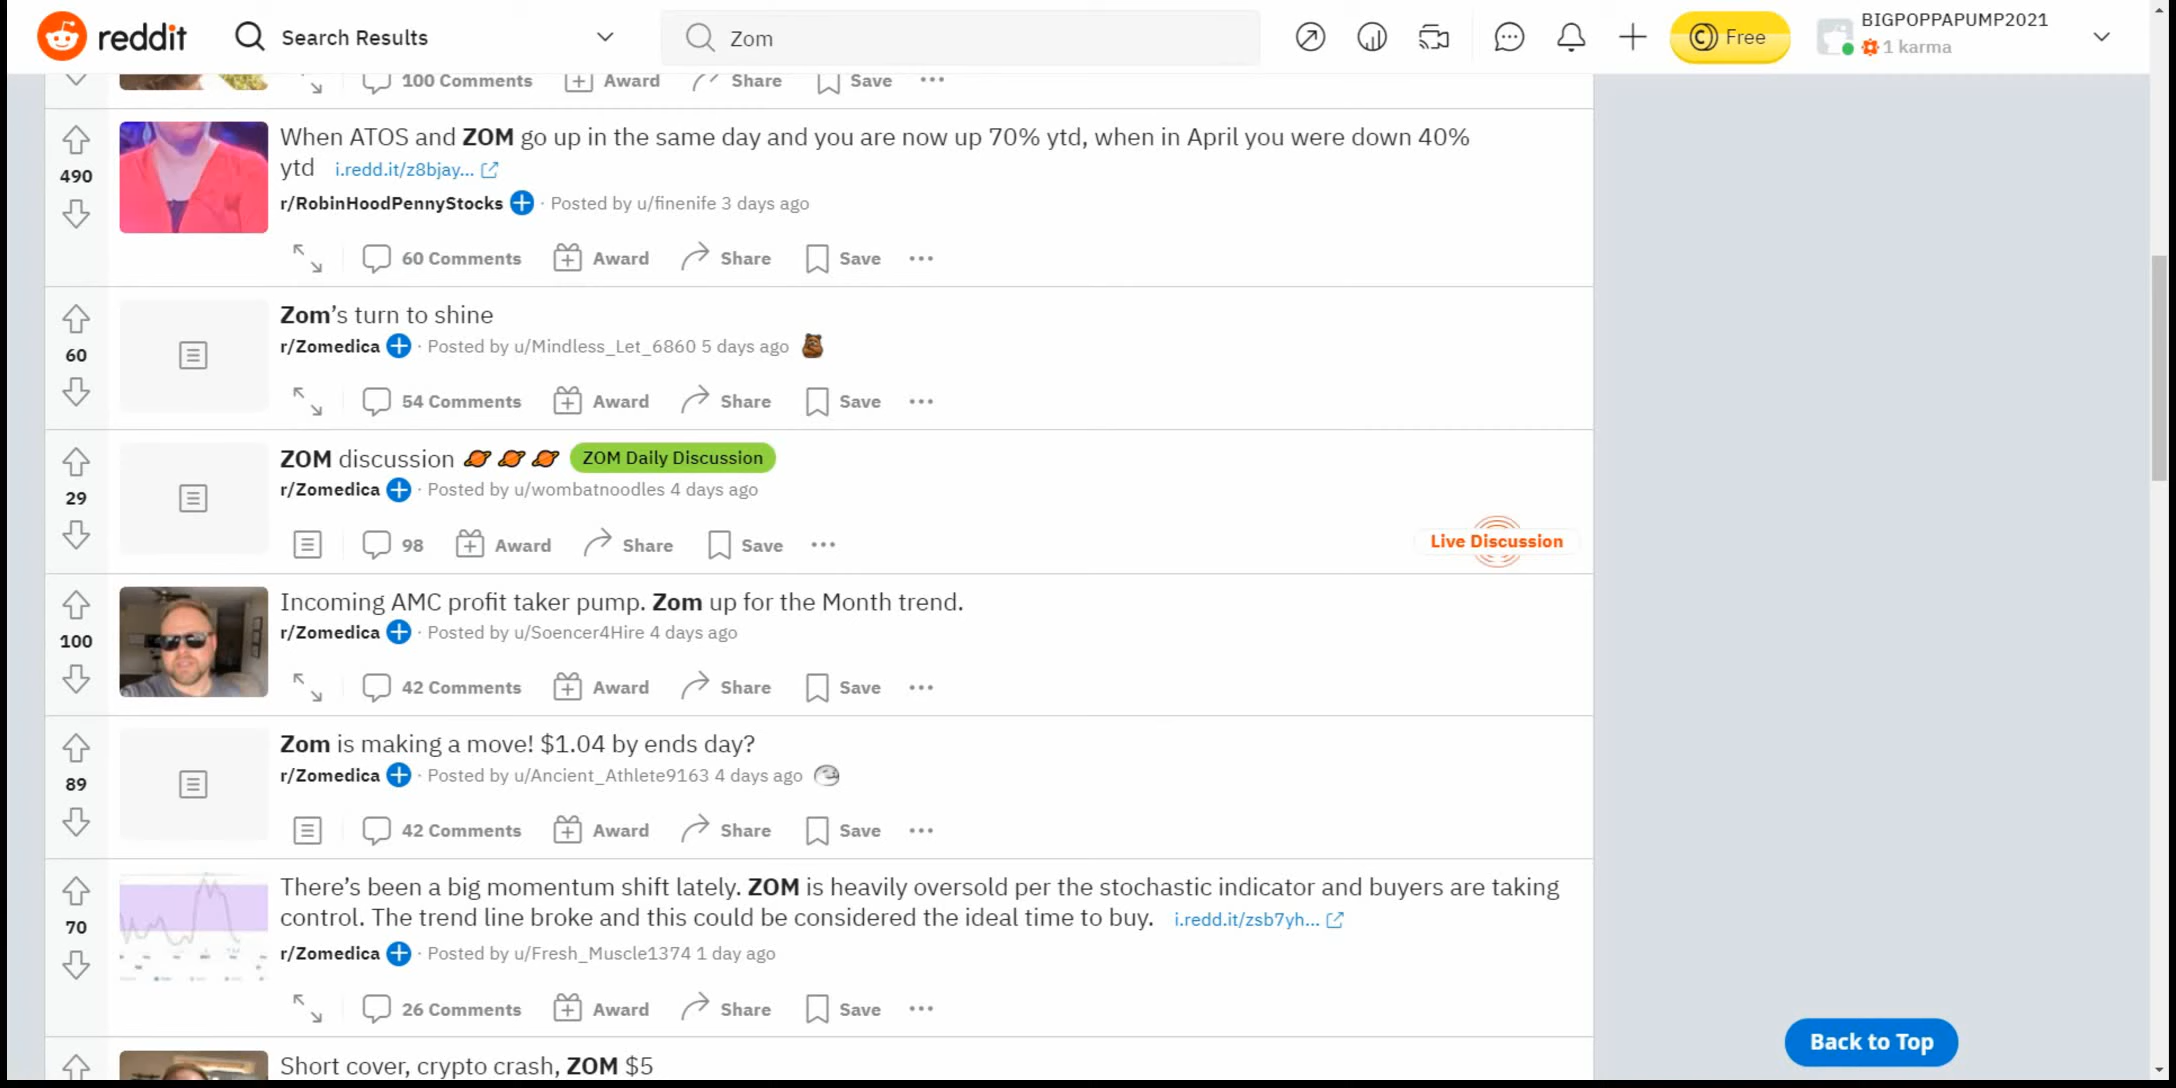 reddit Search Results Zom Free BIGPOPPAPUMP2021
1 karma
100 Comments Award Share Save
490
When ATOS and ZOM go up in the same day and you are now up 70% ytd, when in April you were down 40%
ytd i.redd.it/z8bjay...
r/RobinHoodPennyStocks · Posted by u/finenife 3 days ago
60 Comments Award Share Save
60
Zom's turn to shine
r/Zomedica · Posted by u/Mindless_Let_6860 5 days ago
54 Comments Award Share Save
29
ZOM discussion 🪐🪐🪐 ZOM Daily Discussion
r/Zomedica · Posted by u/wombatnoodles 4 days ago
98 Award Share Save
Live Discussion
100
Incoming AMC profit taker pump. Zom up for the Month trend.
r/Zomedica · Posted by u/Soencer4Hire 4 days ago
42 Comments Award Share Save
89
Zom is making a move! $1.04 by ends day?
r/Zomedica · Posted by u/Ancient_Athlete9163 4 days ago
42 Comments Award Share Save
70
There's been a big momentum shift lately. ZOM is heavily oversold per the stochastic indicator and buyers are taking
control. The trend line broke and this could be considered the ideal time to buy. i.redd.it/zsb7yh...
r/Zomedica · Posted by u/Fresh_Muscle1374 1 day ago
26 Comments Award Share Save
Short cover, crypto crash, ZOM $5
Back to Top